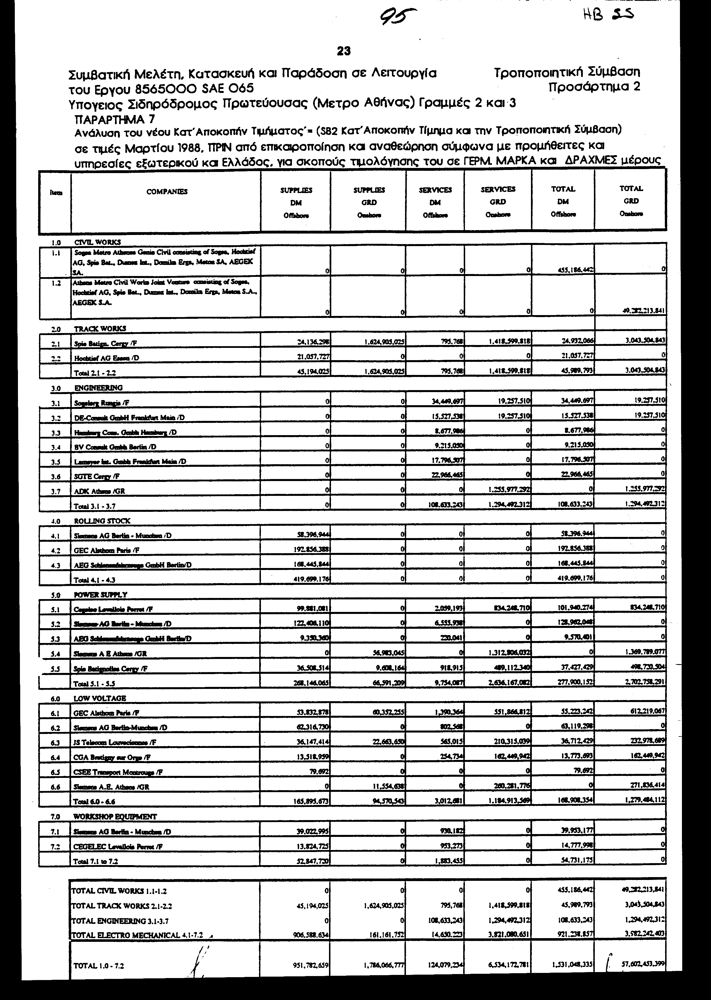 95
HB SS
23
Συμβατική Μελέτη, Κατασκευή και Παράδοση σε Λειτουργία Τροποποιητική Σύμβαση
του Εργου 8565000 SAE 065 Προσάρτημα 2
Υπογειος Σιδηρόδρομος Πρωτεύουσας (Μετρο Αθήνας) Γραμμές 2 και 3
ΠΑΡΑΡΤΗΜΑ 7
Ανάλυση του νέου Κατ'Αποκοπήν Τιμήματος'= (SB2 Κατ'Αποκοπήν Τίμημα και την Τροποποιητική Σύμβαση)
σε τιμές Μαρτίου 1988, ΠΡΙΝ από επικαιροποίηση και αναθεώρηση σύμφωνα με προμήθειτες και
υπηρεσίες εξωτερικού και Ελλάδος, για σκοπούς τιμολόγησης του σε ΓΕΡΜ. ΜΑΡΚΑ και ΔΡΑΧΜΕΣ μέρους
item COMPANIES SUPPLIES SUPPLIES SERVICES SERVICES TOTAL TOTAL
DM GRD DM GRD DM GRD
Offshore Onshore Offshore Onshore Offshore Onshore
1.0 CIVIL WORKS
1.1 Sogea Metro Athenes Genie Civil consisting of Sogea, Hochtief
AG, Spie Bat., Dumez Int., Domika Erga, Meton SA, AEGEK
SA. 0 0 0 0 455,186,442 0
1.2 Athens Metro Civil Works Joint Venture consisting of Sogea,
Hochtief AG, Spie Bat., Dumez Int., Domika Erga, Meton S.A.,
AEGEK S.A.
0 0 0 0 0 49.282.213.841
2.0 TRACK WORKS
2.1 Spie Batign. Cergy /F 24,136,298 1,624,905,025 795,768 1,418,599,818 24,932,066 3.043.504.843
2.2 Hochtief AG Essen /D 21.057,727 0 0 0 21.057.727 0
Total 2.1 - 2.2 45,194,025 1,624,905,025 795,768 1,418,599,818 45,989,793 3.043.504,843
3.0 ENGINEERING
3.1 Sogelerg Rungis /F 0 0 34,449,697 19,257,510 34,449,697 19.257.510
3.2 DE-Consult GmbH Frankfurt Main /D 0 0 15.527,538 19,257,510 15.527,538 19.257.510
3.3 Hamburg Cons. Gmbh Hamburg /D 0 0 8,677,986 0 8.677,986 0
3.4 BV Consult Gmbh Berlin /D 0 0 9.215,050 0 9.215,050 0
3.5 Lameyer Int. Gmbh Frankfurt Main /D 0 0 17.796.507 0 17,796.507 0
3.6 SGTE Cergy /F 0 0 22,966,465 0 22,966,465 0
3.7 ADK Athens /GR 0 0 0 1.255,977,292 0 1.255.977.292
Total 3.1 - 3.7 0 0 108.633.243 1.294,492.312 108.633.243 1.294,492.312
4.0 ROLLING STOCK
4.1 Siemens AG Berlin - Munchen /D 58,396,944 0 0 0 58.396,944 0
4.2 GEC Alsthom Paris /F 192.856.388 0 0 0 192.856.388 0
4.3 AEG Schienenfahrzeuge GmbH Berlin/D 168,445,844 0 0 0 168,445.844 0
Total 4.1 - 4.3 419.699.176 0 0 0 419.699.176 0
5.0 POWER SUPPLY
5.1 Cegelec Levallois Perret /F 99,881,081 0 2.059,193 834,248,710 101.940.274 834,248,710
5.2 Siemens AG Berlin - Munchen /D 122,406,110 0 6.555.938 0 128.962.048 0
5.3 AEG Schienenfahrzeuge GmbH Berlin/D 9.350,360 0 220.041 0 9.570.401 0
5.4 Siemens A E Athens /GR 0 56,983,045 0 1.312,806,032 0 1.369.789.077
5.5 Spie Batignolles Cergy /F 36,508,514 9,608,164 918,915 489,112,340 37,427,429 498,720,504
Total 5.1 - 5.5 268,146,065 66,591,209 9,754,087 2,636,167,082 277,900,152 2,702,758,291
6.0 LOW VOLTAGE
6.1 GEC Alsthom Paris /F 53,832,878 60,352,255 1,390,364 551,866,812 55,223,242 612,219,067
6.2 Siemens AG Berlin-Munchen /D 62,316,730 0 802,568 0 63,119,298 0
6.3 JS Telecom Louveciennes /F 36,147,414 22,663,650 565,015 210,315,039 36,712,429 232,978,689
6.4 CGA Bretigny sur Orge /F 13,518,959 0 254,734 162,449,942 13,773,693 162,449,942
6.5 CSEE Transport Montrouge /F 79,692 0 0 0 79,692 0
6.6 Siemens A.E. Athens /GR 0 11,554,638 0 260,281,776 0 271,836,414
Total 6.0 - 6.6 165,895,673 94,570,543 3,012,681 1,184,913,569 168,908,354 1,279,484,112
7.0 WORKSHOP EQUIPMENT
7.1 Siemens AG Berlin - Munchen /D 39,022,995 0 930,182 0 39,953,177 0
7.2 CEGELEC Levallois Perret /F 13,824,725 0 953,273 0 14,777,998 0
Total 7.1 to 7.2 52,847,720 0 1,883,455 0 54,731,175 0
TOTAL CIVIL WORKS 1.1-1.2 0 0 0 0 455,186,442 49,282,213,841
TOTAL TRACK WORKS 2.1-2.2 45,194,025 1,624,905,025 795,768 1,418,599,818 45,989,793 3,043,504,843
TOTAL ENGINEERING 3.1-3.7 0 0 108,633,243 1,294,492,312 108,633,243 1,294,492,312
TOTAL ELECTRO MECHANICAL 4.1-7.2 906,588,634 161,161,752 14,650,223 3,821,080,651 921,238,857 3,982,242,403
TOTAL 1.0 - 7.2 951,782,659 1,786,066,777 124,079,234 6,534,172,781 1,531,048,335 57,602,453,399